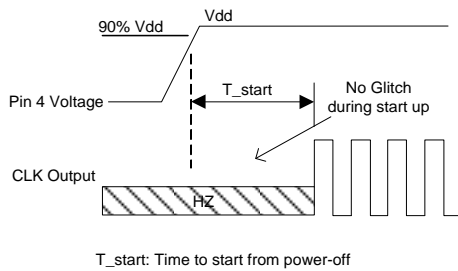 Vdd
90% Vdd
T_start
No Glitch
during start up
Pin 4 Voltage
CLK Output
HZ
T_start: Time to start from power-off